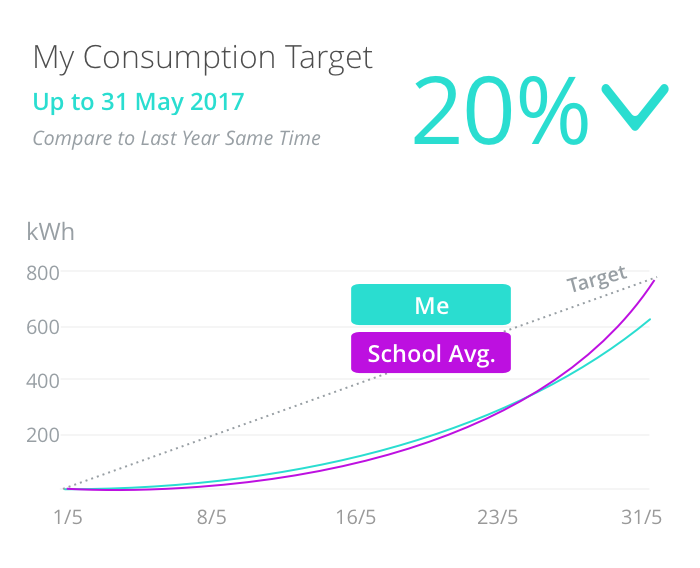 My Consumption Target
Up to 31 May 2017
Compare to Last Year Same Time
20%
kWh
800
600
400
200
Target
Me
School Avg.
1/5 8/5 16/5 23/5 31/5